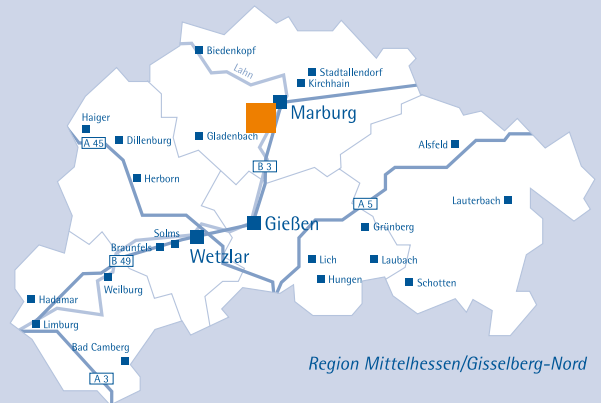 Biedenkopf
Lahn
Stadtallendorf
Kirchhain
Marburg
Haiger
A 45
Dillenburg
Gladenbach
Alsfeld
B 3
Herborn
A 5
Lauterbach
Gießen
Grünberg
Solms
Braunfels
Wetzlar
B 49
Lich
Laubach
Weilburg
Hungen
Schotten
Hadamar
Limburg
Bad Camberg
Region Mittelhessen/Gisselberg-Nord
A 3